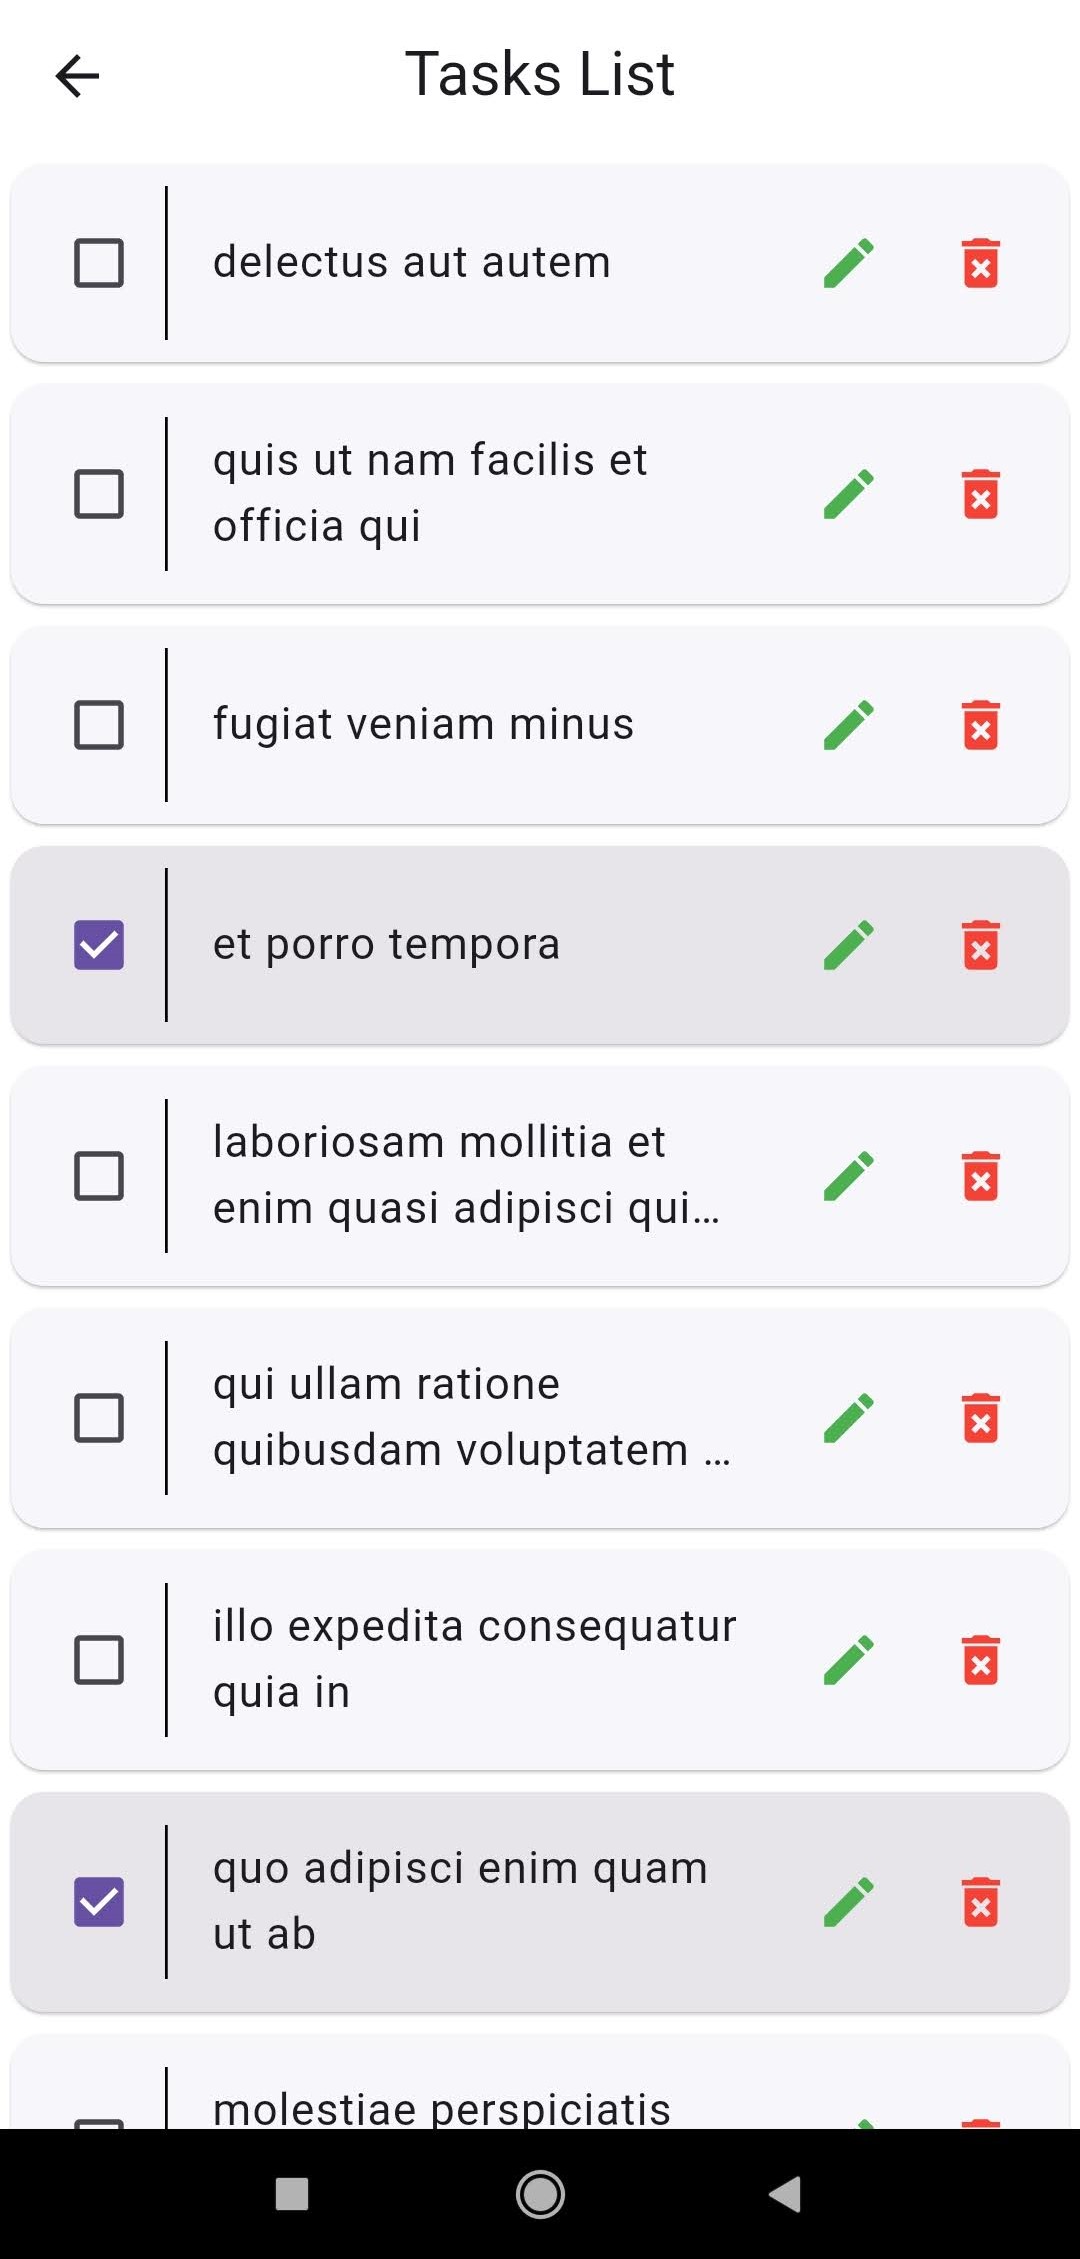 Tasks List
delectus aut autem
quis ut nam facilis et
officia qui
fugiat veniam minus
et porro tempora
laboriosam mollitia et
enim quasi adipisci qui...
qui ullam ratione
quibusdam voluptatem ...
illo expedita consequatur
quia in
quo adipisci enim quam
ut ab
molestiae perspiciatis